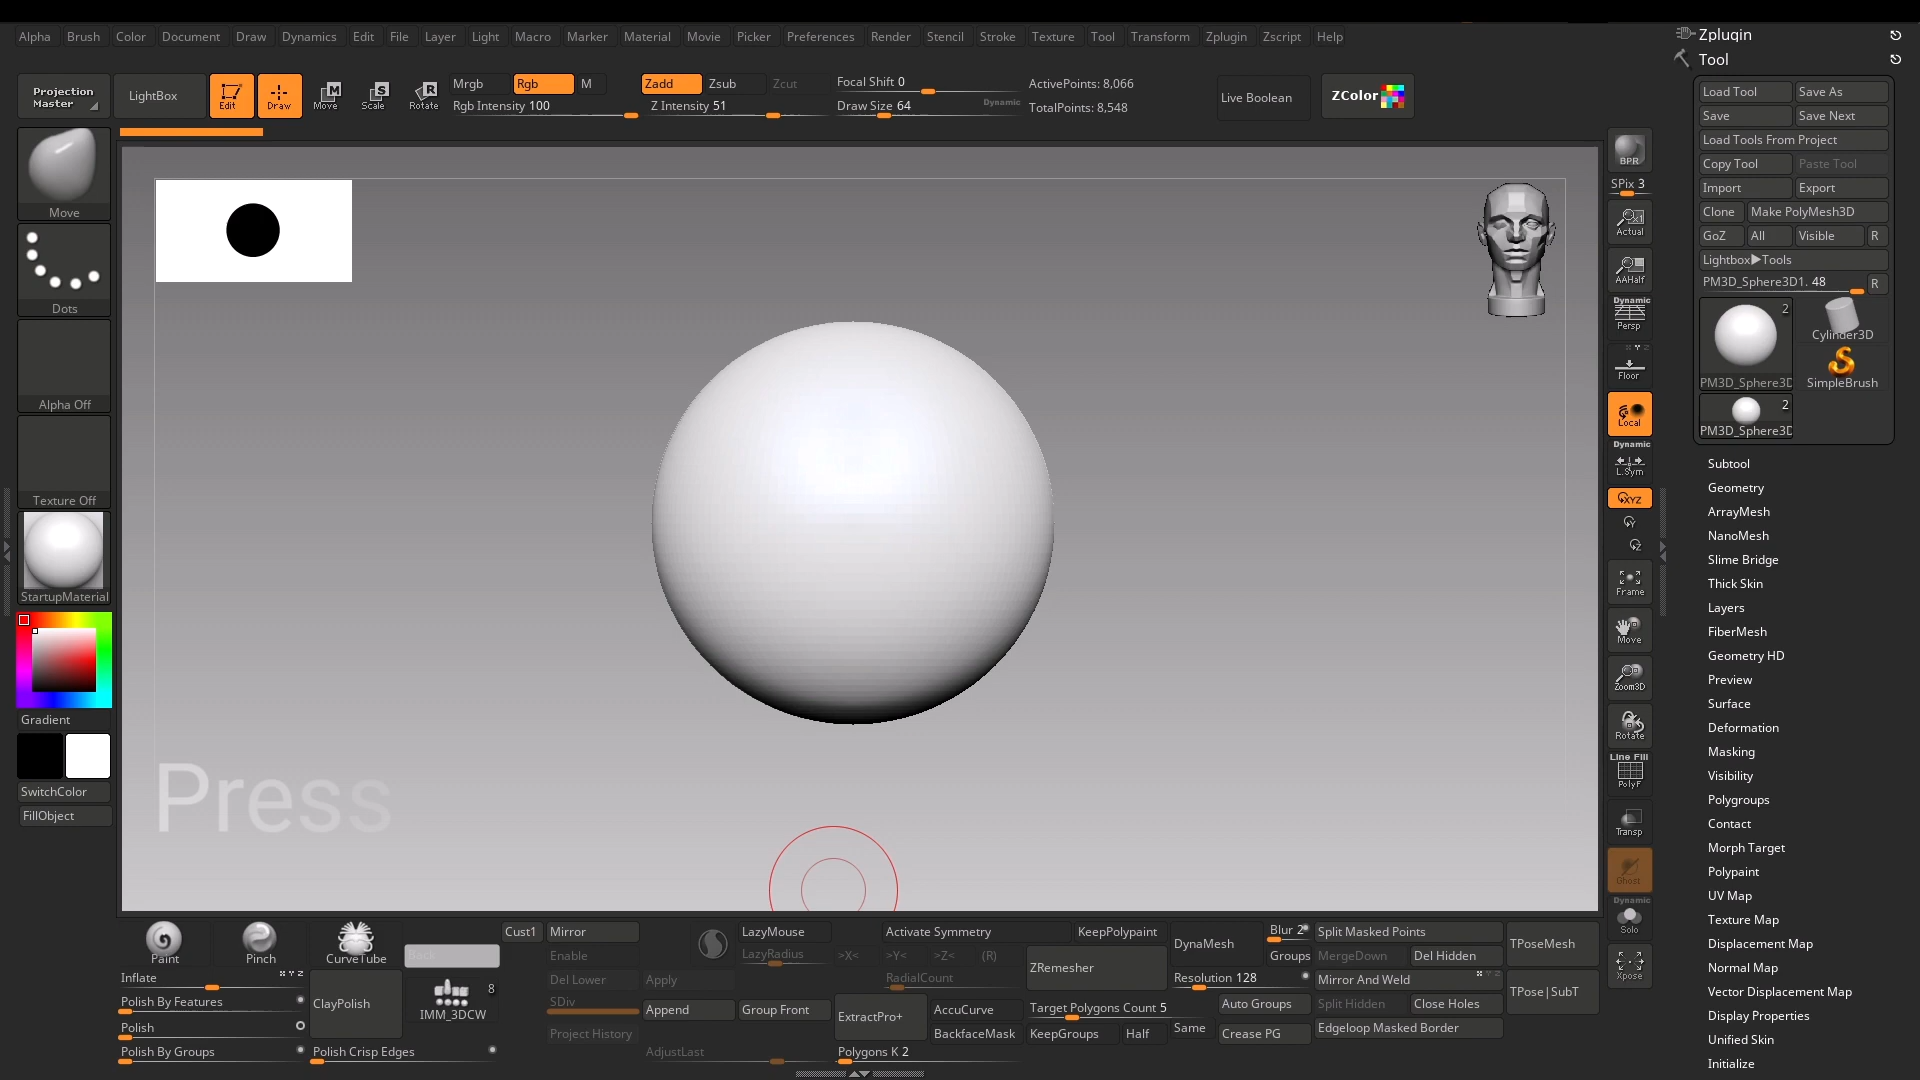 Alpha Brush Color Document Draw Dynamics Edit File Layer Light Macro Marker Material Movie Picker Preferences Render Stencil Stroke Texture Tool Transform Zplugin Zscript Help
Zplugin
Tool
Projection Master
LightBox
Edit
Draw
Move
Scale
Rotate
Mrgb Rgb M
Rgb Intensity 100
Zadd Zsub Zcut
Z Intensity 51
Focal Shift 0
Draw Size 64 Dynamic
ActivePoints: 8,066
TotalPoints: 8,548
Live Boolean
ZColor
Move
Dots
Alpha Off
Texture Off
StartupMaterial
Gradient
SwitchColor
FillObject
Press
BPR
SPix 3
Actual
AAHalf
Dynamic
Persp
Floor
Local
Dynamic
L.Sym
XYZ
Y
Z
Frame
Move
Zoom3D
Rotate
Line Fill
PolyF
Transp
Ghost
Dynamic
Solo
Xpose
Load Tool Save As
Save Save Next
Load Tools From Project
Copy Tool Paste Tool
Import Export
Clone Make PolyMesh3D
GoZ All Visible R
Lightbox▶Tools
PM3D_Sphere3D1. 48 R
2
Cylinder3D
PM3D_Sphere3D SimpleBrush
2
PM3D_Sphere3D
Subtool
Geometry
ArrayMesh
NanoMesh
Slime Bridge
Thick Skin
Layers
FiberMesh
Geometry HD
Preview
Surface
Deformation
Masking
Visibility
Polygroups
Contact
Morph Target
Polypaint
UV Map
Texture Map
Displacement Map
Normal Map
Vector Displacement Map
Display Properties
Unified Skin
Initialize
Paint Pinch CurveTube
Inflate
Polish By Features
Polish
Polish By Groups
ClayPolish
8
IMM_3DCW
Polish Crisp Edges
Cust1 Mirror
Enable
Del Lower
SDiv
Project History
Apply
Append Group Front
AdjustLast
LazyMouse
LazyRadius
Activate Symmetry
>X< >Y< >Z< (R)
RadialCount
ExtractPro+
AccuCurve
BackfaceMask
Polygons K 2
KeepPolypaint
ZRemesher
Target Polygons Count 5
KeepGroups Half Same
DynaMesh Blur 2
Groups
Resolution 128
Auto Groups
Crease PG
Split Masked Points
MergeDown Del Hidden
Mirror And Weld
Split Hidden Close Holes
Edgeloop Masked Border
TPoseMesh
TPose|SubT